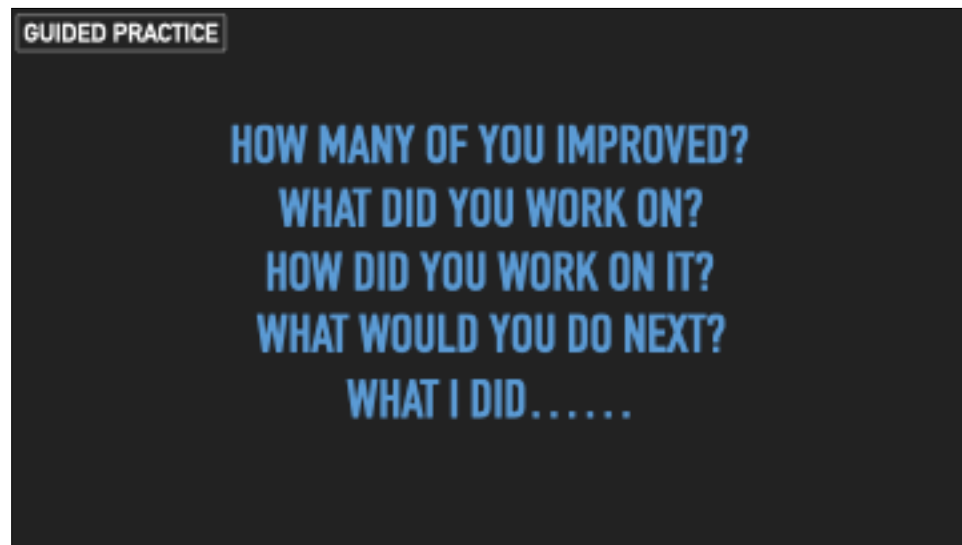 GUIDED PRACTICE
HOW MANY OF YOU IMPROVED?
WHAT DID YOU WORK ON?
HOW DID YOU WORK ON IT?
WHAT WOULD YOU DO NEXT?
WHAT I DID......